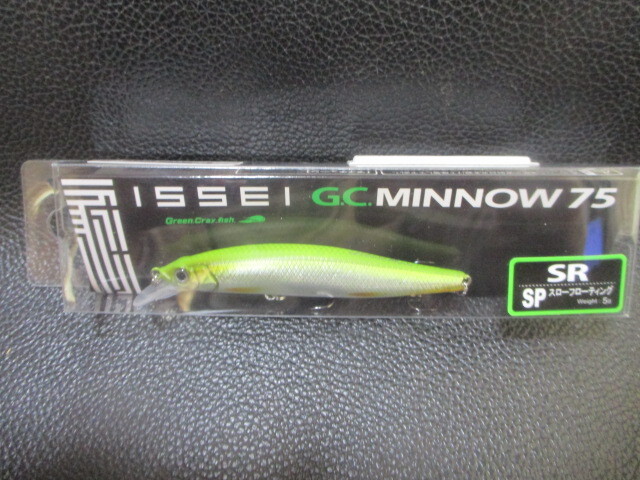 ISSEI G.C. MINNOW 75
Green Cray fish
SR
SP スローフローティング
Weight: 5g